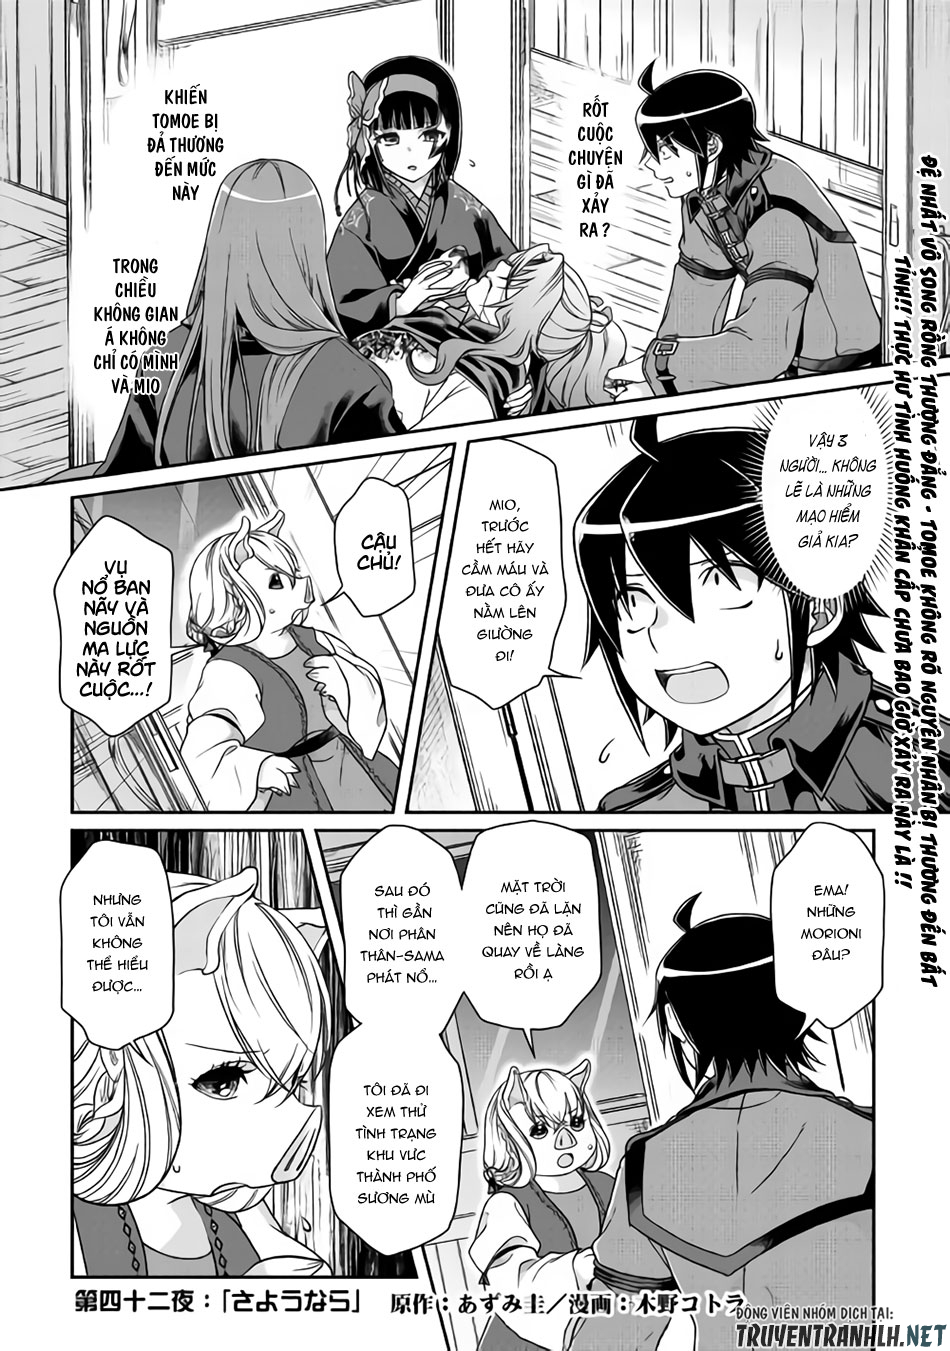 RỐT
CUỘC
CHUYỆN
GÌ ĐÃ
XẢY
RA?
KHIẾN
TOMOE BỊ
ĐẢ THƯƠNG
ĐẾN MỨC
NÀY
TRONG
CHIỀU
KHÔNG GIAN
Á KHÔNG
CHỈ CÓ MÌNH
VÀ MIO
ĐỆ NHẤT VÔ SONG RỒNG THƯỢNG ĐẲNG - TOMOE KHÔNG RÕ NGUYÊN NHÂN BỊ THƯƠNG ĐẾN BẤT
TỈNH!! THỰC HƯ TÌNH HUỐNG KHẨN CẤP CHƯA BAO GIỜ XẢY RA NÀY LÀ !!
VẬY 3
NGƯỜI... KHÔNG
LẼ LÀ NHỮNG
MẠO HIỂM
GIẢ KIA?
MIO,
TRƯỚC
HẾT HÃY
CẦM MÁU VÀ
ĐƯA CÔ ẤY
NẰM LÊN
GIƯỜNG
ĐI!
CẬU
CHỦ!
VỤ
NỔ BAN
NÃY VÀ
NGUỒN
MA LỰC
NÀY RỐT
CUỘC...!
EMA!
NHỮNG
MORIONI
ĐÂU?
MẶT TRỜI
CŨNG ĐÃ LẶN
NÊN HỌ ĐÃ
QUAY VỀ LÀNG
RỒI Ạ
SAU ĐÓ
THÌ GẦN
NƠI PHÂN
THÂN-SAMA
PHÁT NỔ...
TÔI ĐÃ ĐI
XEM THỬ
TÌNH TRẠNG
KHU VỰC
THÀNH PHỐ
SƯƠNG MÙ
NHƯNG
TÔI VẪN
KHÔNG
THỂ HIỂU
ĐƯỢC...
第四十二夜：「さようなら」 原作：あずみ圭／漫画：木野コトラ
ĐỘNG VIÊN NHÓM DỊCH TẠI:
TRUYENTRANHLH.NET